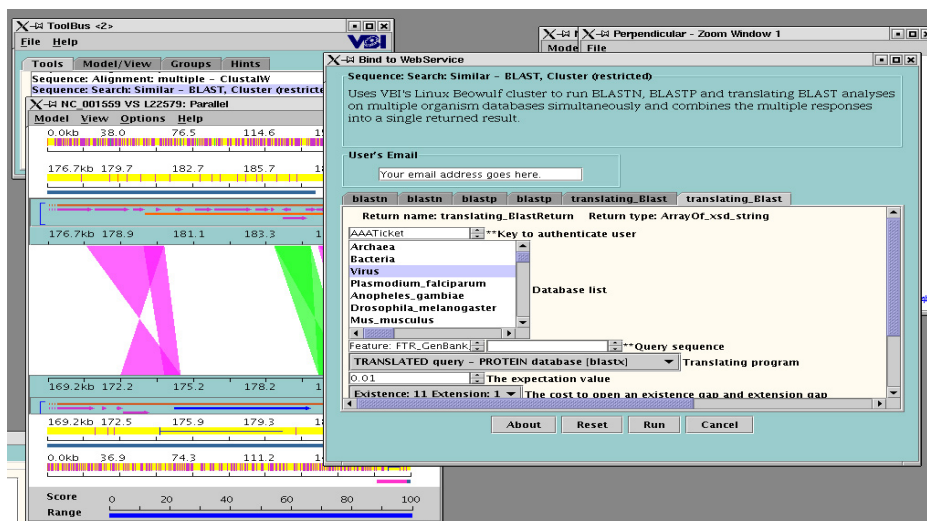 ToolBus <2>
File Help
VBI
Tools Model/View Groups Hints
Sequence: Alignment: multiple - ClustalW
Sequence: Search: Similar - BLAST, Cluster (restricte
NC_001559 VS L22579: Parallel
Model View Options Help
0.0kb 38.0 76.5 114.6 1
176.7kb 179.7 182.7 185.7 18
176.7kb 178.9 181.1 183.3 1
169.2kb 172.2 175.2 178.2 1
169.2kb 172.5 175.9 179.3 18
0.0kb 36.9 74.3 111.2 1
Score 0 20 40 60 80 100
Range
Perpendicular - Zoom Window 1
Mode File
Bind to WebService
Sequence: Search: Similar - BLAST, Cluster (restricted)
Uses VBI's Linux Beowulf cluster to run BLASTN, BLASTP and translating BLAST analyses
on multiple organism databases simultaneously and combines the multiple responses
into a single returned result.
User's Email
Your email address goes here.
blastn blastn blastp blastp translating_Blast translating_Blast
Return name: translating_BlastReturn Return type: ArrayOf_xsd_string
AAATicket **Key to authenticate user
Archaea
Bacteria
Virus
Plasmodium_falciparum
Anopheles_gambiae
Drosophila_melanogaster
Mus_musculus
Database list
Feature: FTR_GenBank **Query sequence
TRANSLATED query - PROTEIN database [blastx] Translating program
0.01 The expectation value
Existence: 11 Extension: 1 The cost to open an existence gap and extension gap
About Reset Run Cancel